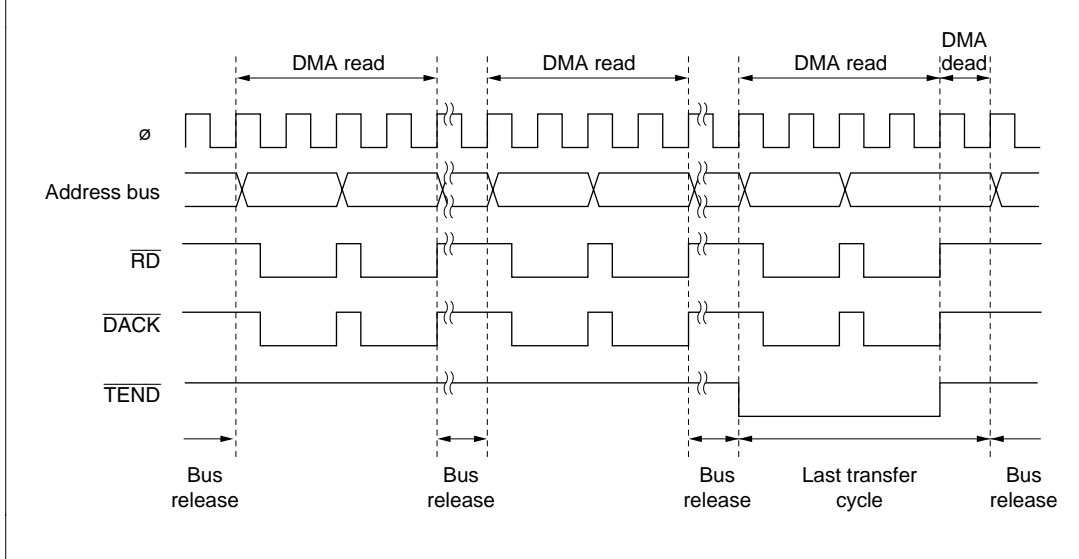 DMA read
DMA read
DMA read
DMA
dead
ø
Address bus
RD
DACK
TEND
Bus
release
Bus
release
Bus
release
Last transfer
cycle
Bus
release